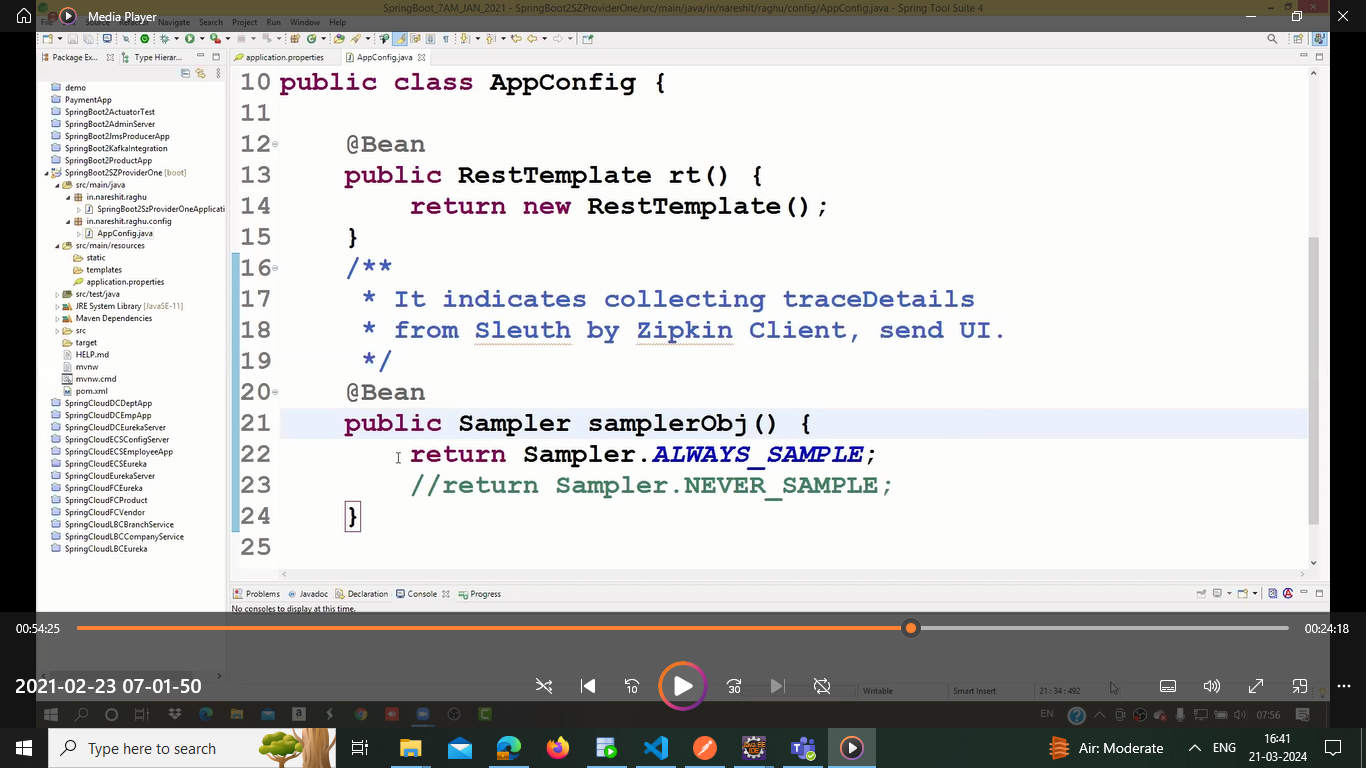 SpringBoot_7AM_JAN_2021 - SpringBoot2SZProviderOne/src/main/java/in/nareshit/raghu/config/AppConfig.java - Spring Tool Suite 4
Media Player
File Source Refactor Navigate Search Project Run Window Help
Package Ex... Type Hierar...
application.properties AppConfig.java
demo
PaymentApp
SpringBoot2ActuatorTest
SpringBoot2AdminServer
SpringBoot2JmsProducerApp
SpringBoot2KafkaIntegration
SpringBoot2ProductApp
SpringBoot2SZProviderOne [boot]
src/main/java
in.nareshit.raghu
SpringBoot2SzProviderOneApplicati
in.nareshit.raghu.config
AppConfig.java
src/main/resources
static
templates
application.properties
src/test/java
JRE System Library [JavaSE-11]
Maven Dependencies
src
target
HELP.md
mvnw
mvnw.cmd
pom.xml
SpringCloudDCDeptApp
SpringCloudDCEmpApp
SpringCloudDCEurekaServer
SpringCloudECSConfigServer
SpringCloudECSEmployeeApp
SpringCloudECSEureka
SpringCloudEurekaServer
SpringCloudFCEureka
SpringCloudFCProduct
SpringCloudFCVendor
SpringCloudLBCBranchService
SpringCloudLBCCompanyService
SpringCloudLBCEureka
10 public class AppConfig {
11
12 @Bean
13 public RestTemplate rt() {
14 return new RestTemplate();
15 }
16 /**
17 * It indicates collecting traceDetails
18 * from Sleuth by Zipkin Client, send UI.
19 */
20 @Bean
21 public Sampler samplerObj() {
22 return Sampler.ALWAYS_SAMPLE;
23 //return Sampler.NEVER_SAMPLE;
24 }
25
Problems Javadoc Declaration Console Progress
No consoles to display at this time.
00:54:25 00:24:18
2021-02-23 07-01-50
10 30
Writable Smart Insert 21 : 34 : 492
EN 07:56
Type here to search
Air: Moderate ENG
16:41
21-03-2024